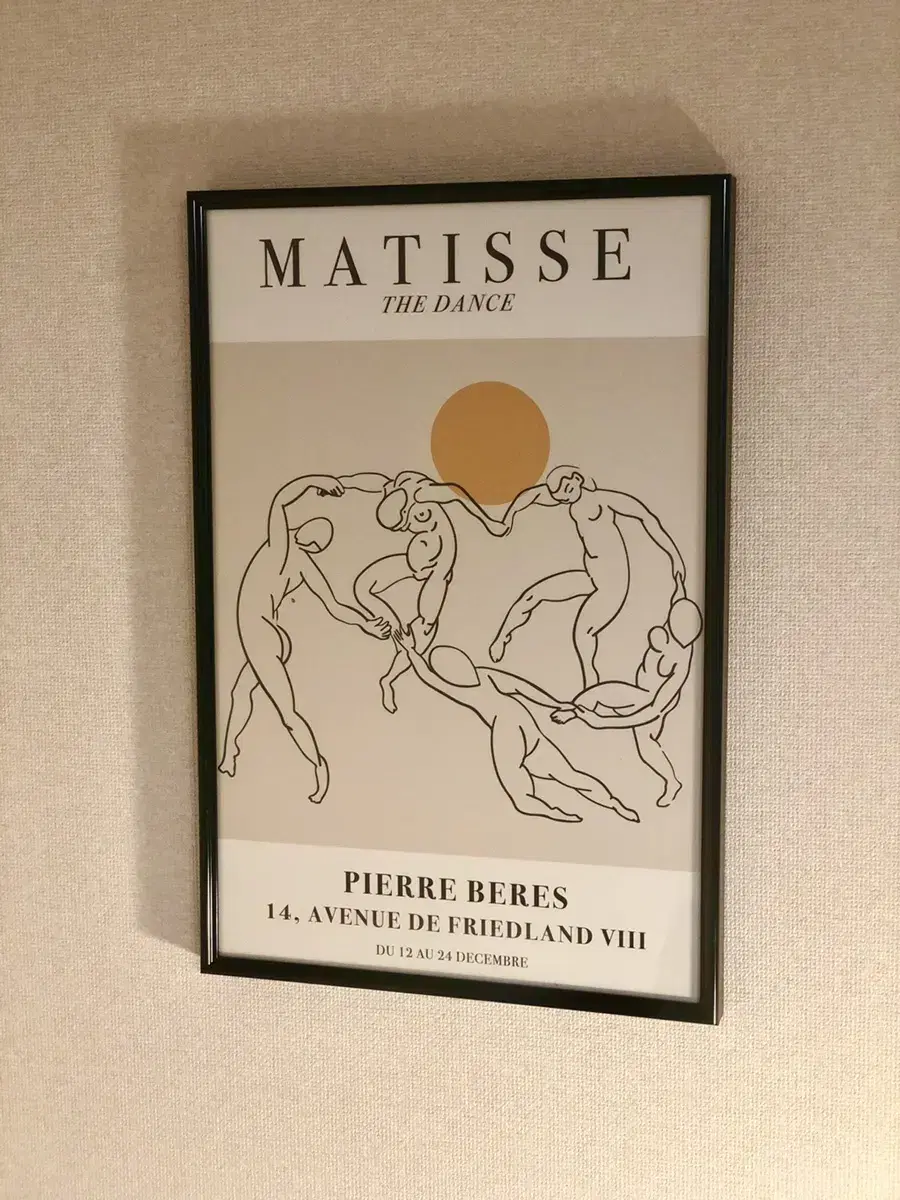 MATISSE
THE DANCE
PIERRE BERES
14, AVENUE DE FRIEDLAND VIII
DU 12 AU 24 DECEMBRE